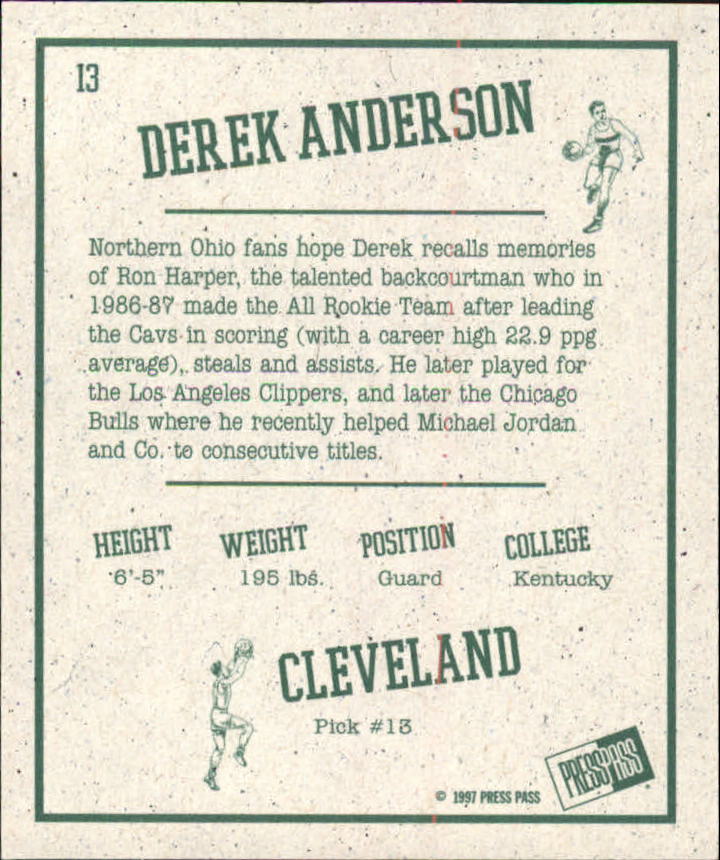 13
DEREK ANDERSON
Northern Ohio fans hope Derek recalls memories
of Ron Harper, the talented backcourtman who in
1986-87 made the All Rookie Team after leading
the Cavs in scoring (with a career high 22.9 ppg
average), steals and assists. He later played for
the Los Angeles Clippers, and later the Chicago
Bulls where he recently helped Michael Jordan
and Co. to consecutive titles.
HEIGHT WEIGHT POSITION COLLEGE
6'-5" 195 lbs. Guard Kentucky
CLEVELAND
Pick #13
© 1997 PRESS PASS
PRESS PASS